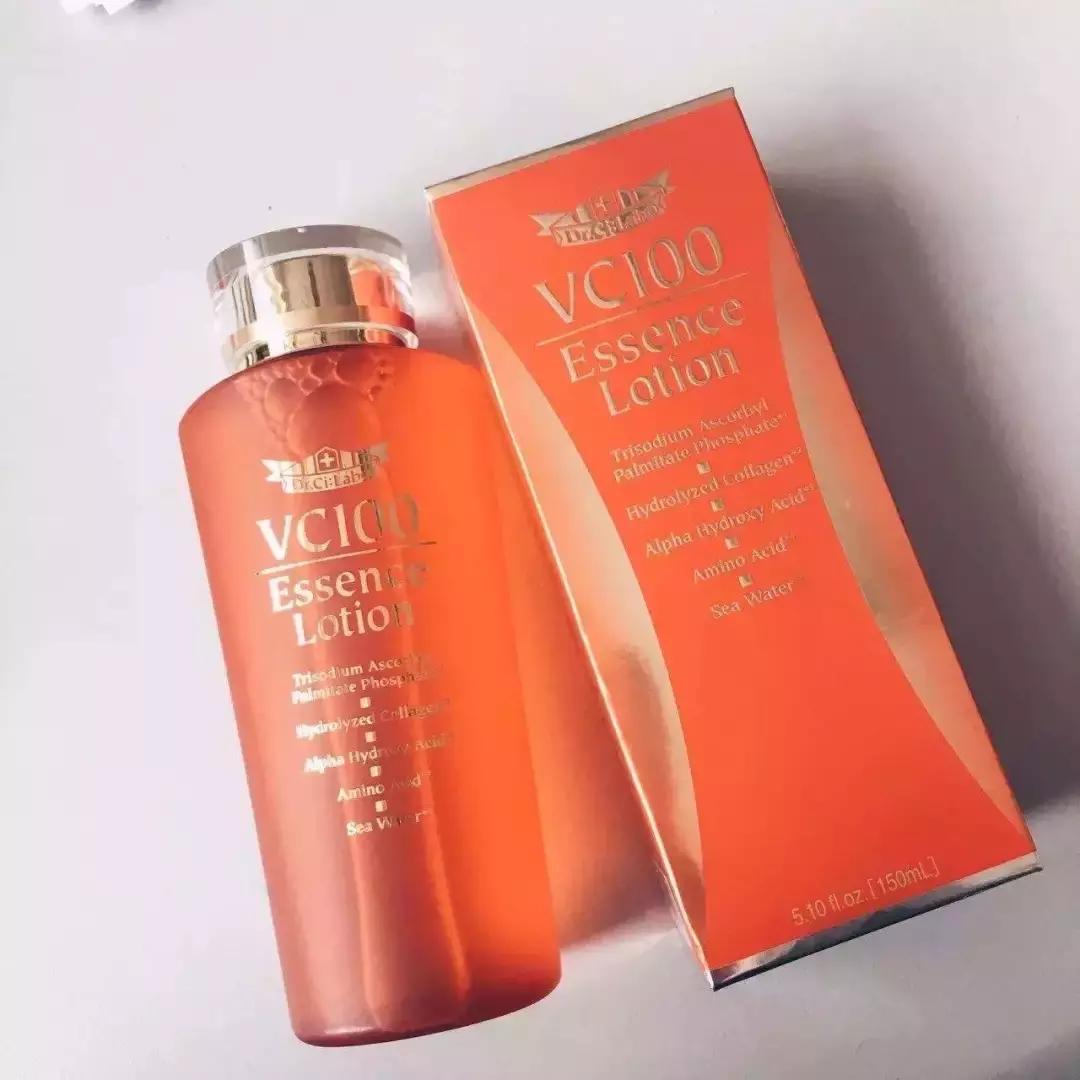 Dr.Ci:Labo
VC100
Essence
Lotion
Trisodium Ascorbyl
Palmitate Phosphate
Hydrolyzed Collagen
Alpha Hydroxy Acid
Amino Acid
Sea Water
Dr.Ci:Labo
VC100
Essence
Lotion
Trisodium Ascorbyl
Palmitate Phosphate*¹
Hydrolyzed Collagen*²
Alpha Hydroxy Acid
Amino Acid
Sea Water
5.10 fl.oz.[150mL]